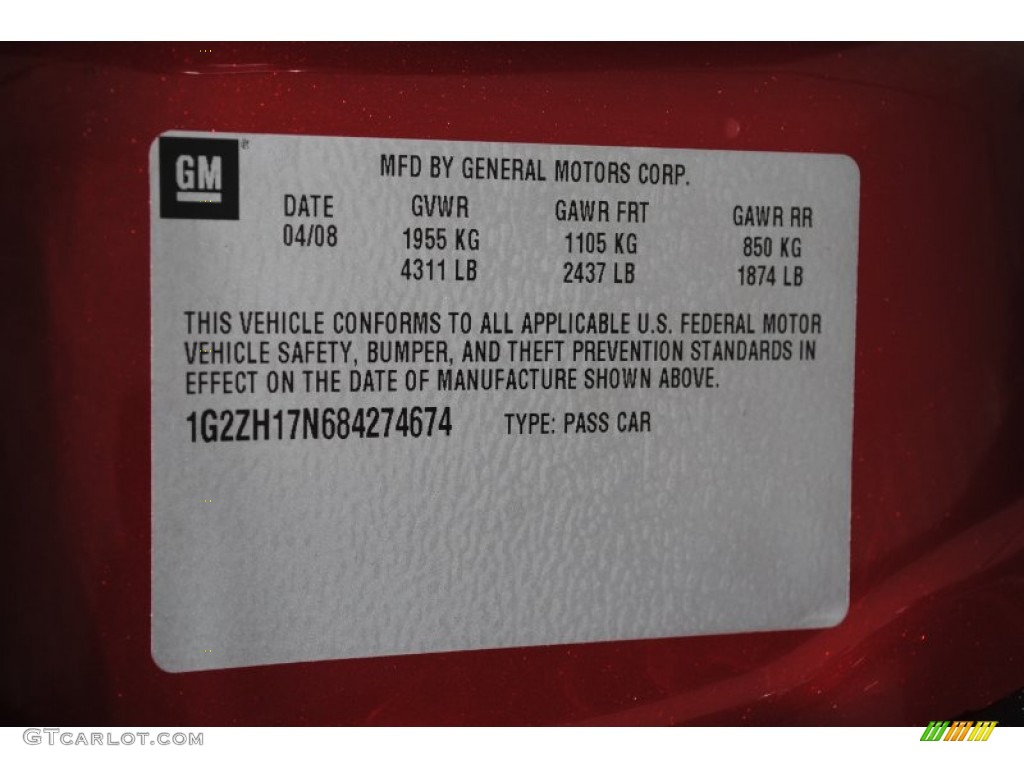 GM®
MFD BY GENERAL MOTORS CORP.
DATE GVWR GAWR FRT GAWR RR
04/08 1955 KG 1105 KG 850 KG
4311 LB 2437 LB 1874 LB
THIS VEHICLE CONFORMS TO ALL APPLICABLE U.S. FEDERAL MOTOR
VEHICLE SAFETY, BUMPER, AND THEFT PREVENTION STANDARDS IN
EFFECT ON THE DATE OF MANUFACTURE SHOWN ABOVE.
1G2ZH17N684274674 TYPE: PASS CAR
GTcarlot.com